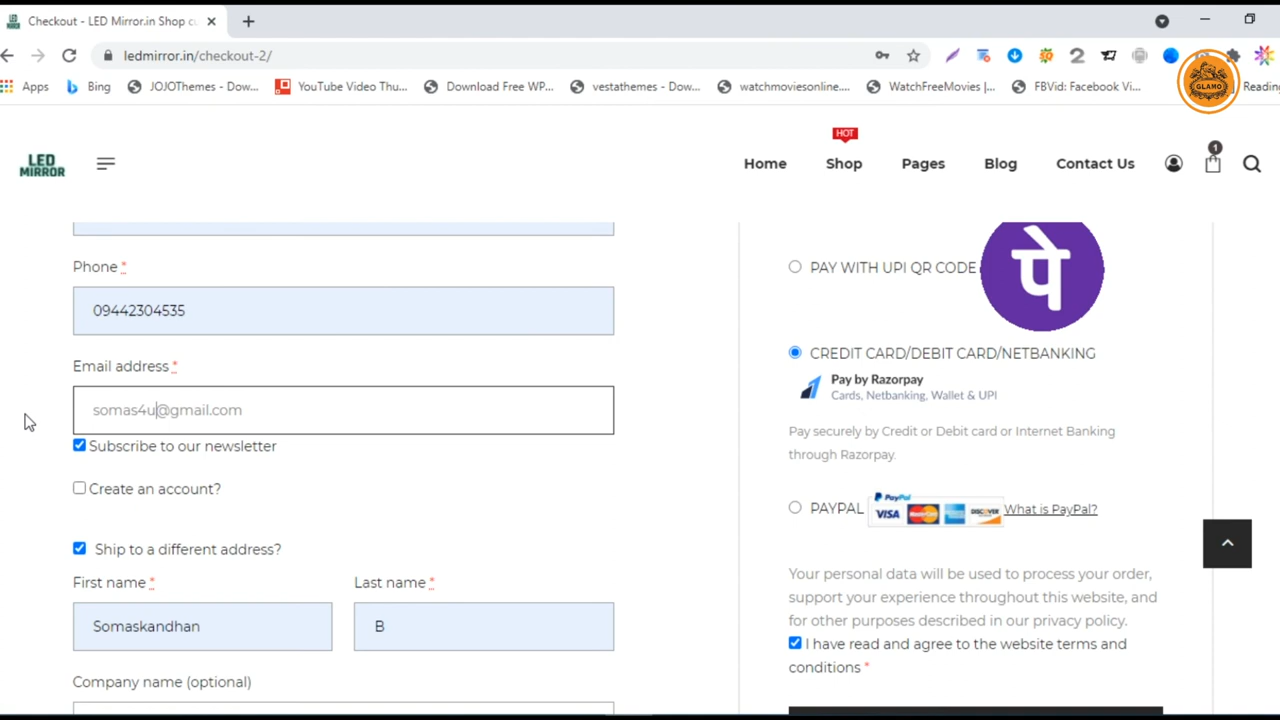 Checkout - LED Mirror.in Shop cu
ledmirror.in/checkout-2/
Apps
Bing
JOJOThemes - Dow...
YouTube Video Thu...
Download Free WP...
vestathemes - Dow...
watchmoviesonline....
WatchFreeMovies |...
FBVid: Facebook Vi...
Reading
GLAMO
LED
MIRROR
HOT
Home
Shop
Pages
Blog
Contact Us
1
Phone *
09442304535
Email address *
somas4u@gmail.com
Subscribe to our newsletter
Create an account?
Ship to a different address?
First name *
Last name *
Somaskandhan
B
Company name (optional)
PAY WITH UPI QR CODE
पे
CREDIT CARD/DEBIT CARD/NETBANKING
Pay by Razorpay
Cards, Netbanking, Wallet & UPI
Pay securely by Credit or Debit card or Internet Banking
through Razorpay.
PAYPAL
PayPal
VISA
MasterCard
DISCOVER
What is PayPal?
Your personal data will be used to process your order,
support your experience throughout this website, and
for other purposes described in our privacy policy.
I have read and agree to the website terms and
conditions *